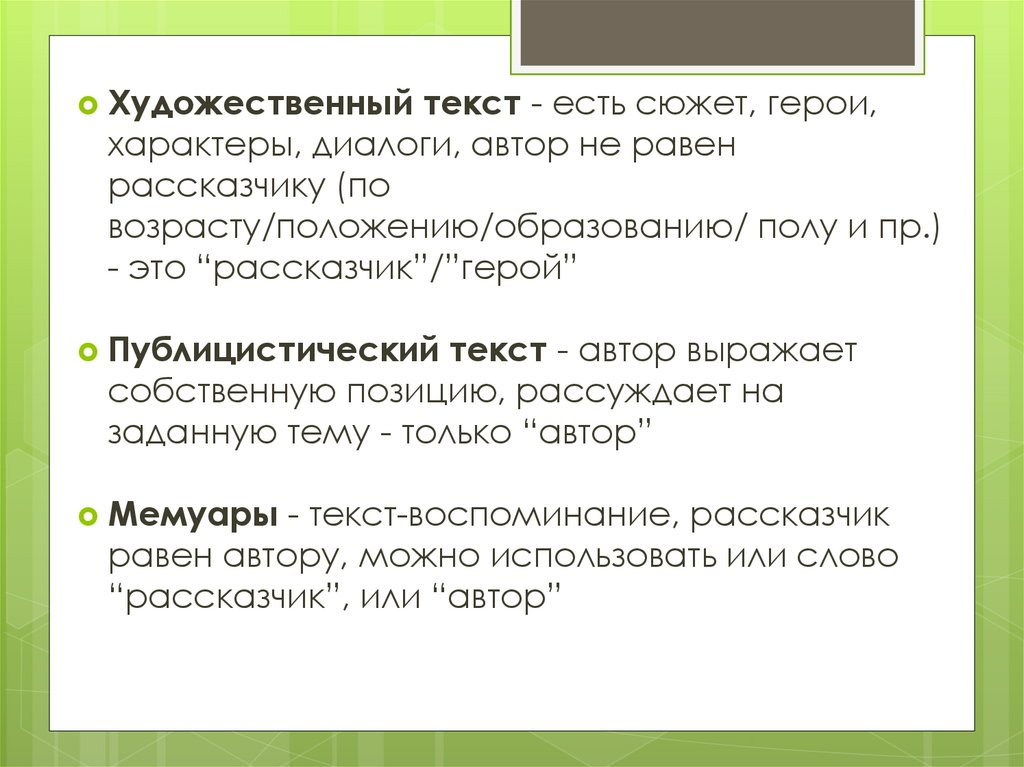 Художественный текст - есть сюжет, герои,
характеры, диалоги, автор не равен
рассказчику (по
возрасту/положению/образованию/ полу и пр.)
- это “рассказчик”/”герой”
Публицистический текст - автор выражает
собственную позицию, рассуждает на
заданную тему - только “автор”
Мемуары - текст-воспоминание, рассказчик
равен автору, можно использовать или слово
“рассказчик”, или “автор”